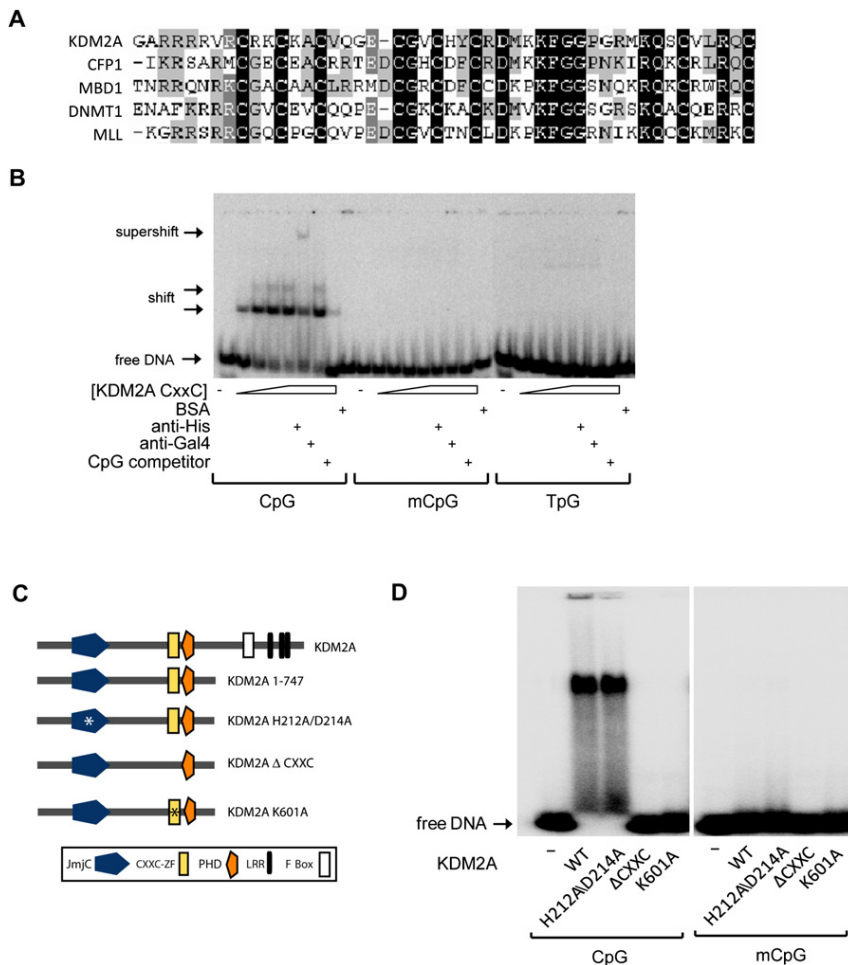 A
KDM2A GARRRRVRCRKCKACVQGE-CGVCHYCRDMKKFGGPGRMKQSCVLRQC
CFP1 -IKRSARMCGECEACRRTEDCGHCDFCRDMKKFGGPNKIRQKCRLRQC
MBD1 TNRRQNRKCGACAACLRRMDCGRCDFCCDKPKFGGSNQKRQKCRWRQC
DNMT1 ENAFKRRRCGVCEVCQQPE-CGKCKACKDMVKFGGSGRSKQACQERRC
MLL -KGRRSRRCGQCPGCQVPEDCGVCTNCLDKPKFGGRNIKKQCCKMRKC
B
supershift
shift
free DNA
[KDM2A CxxC] - - -
BSA + + +
anti-His + + +
anti-Gal4 + + +
CpG competitor + + +
CpG mCpG TpG
C
KDM2A
KDM2A 1-747
KDM2A H212A/D214A
KDM2A Δ CXXC
KDM2A K601A
JmjC CXXC-ZF PHD LRR F Box
D
free DNA
KDM2A
– WT H212A\D214A ΔCXXC K601A – WT H212A\D214A ΔCXXC K601A
CpG mCpG